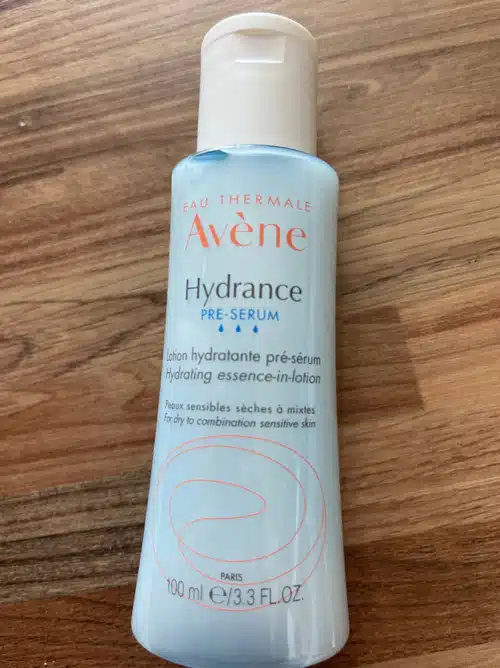 EAU THERMALE
Avène
Hydrance
PRE-SERUM
Lotion hydratante pré-sérum
Hydrating essence-in-lotion
Peaux sensibles sèches à mixtes
For dry to combination sensitive skin
PARIS
100 ml ℮/3.3 FL.OZ.